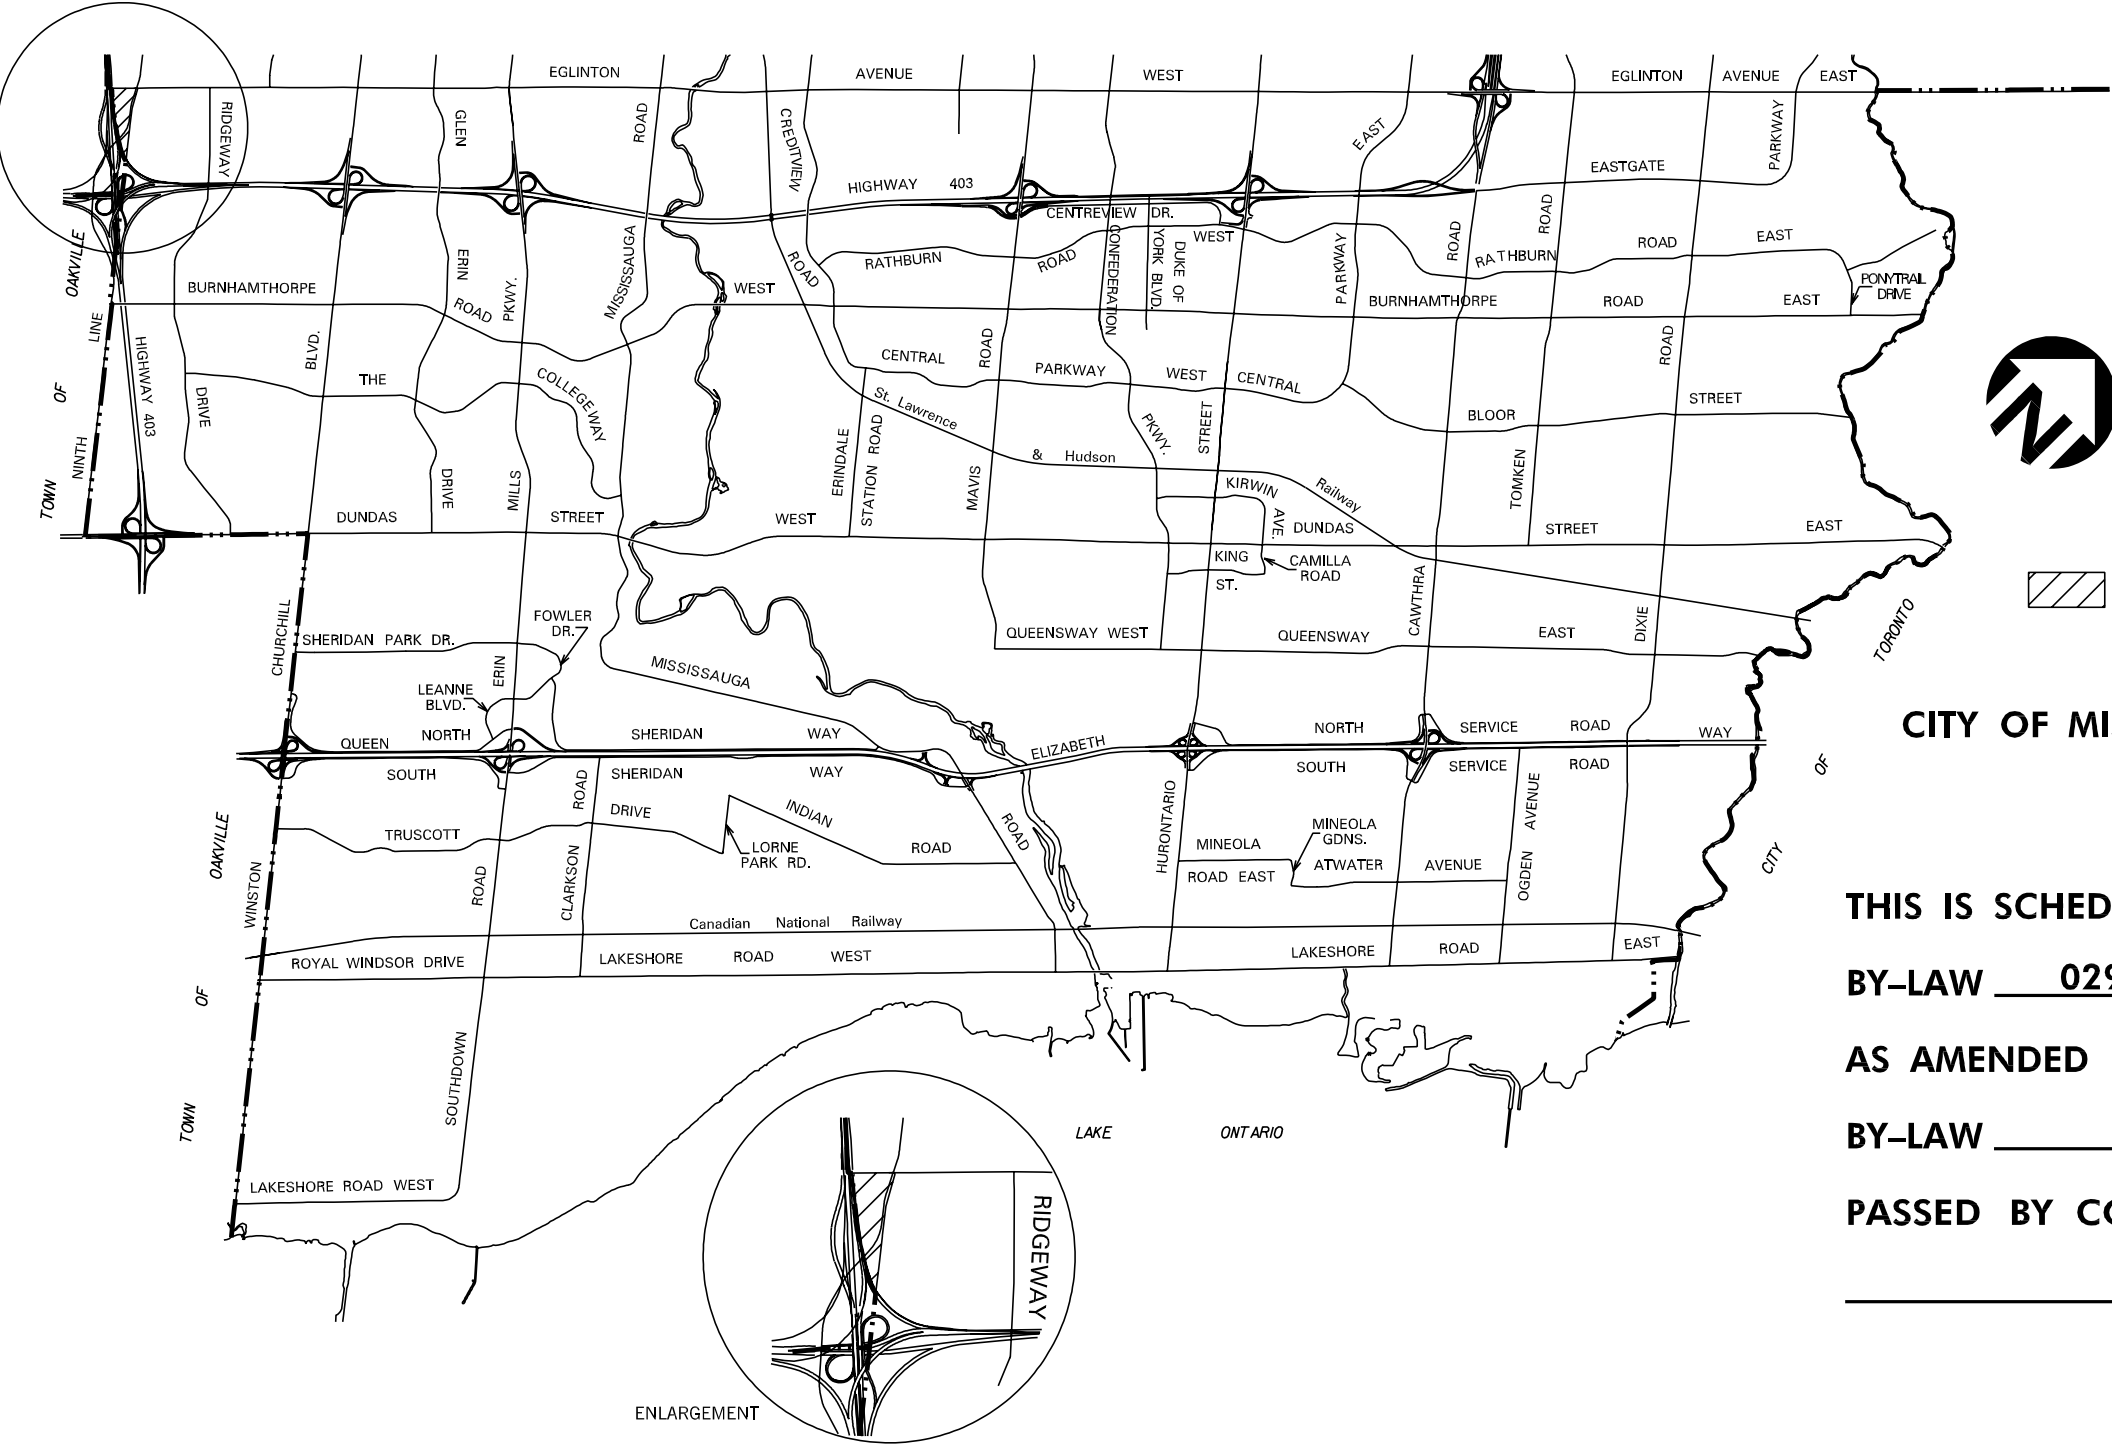 EGLINTON AVENUE WEST EGLINTON AVENUE EAST
RIDGEWAY
GLEN
ROAD
CREDITVIEW
EAST
PARKWAY
EASTGATE
HIGHWAY 403
CENTREVIEW DR.
WEST
ROAD
ROAD
ROAD EAST
OAKVILLE
ERIN
MISSISSAUGA
ROAD
RATHBURN
ROAD
CONFEDERATION
DUKE OF
YORK BLVD.
PARKWAY
RATHBURN
PONYTRAIL
DRIVE
BURNHAMTHORPE
ROAD
PKWY.
WEST
BURNHAMTHORPE ROAD EAST
LINE
HIGHWAY 403
BLVD.
ROAD
ROAD
THE
COLLEGEWAY
CENTRAL PARKWAY WEST CENTRAL
OF
DRIVE
St. Lawrence & Hudson Railway
PKWY.
STREET
BLOOR STREET
NINTH
TOWN
DRIVE
MILLS
ERINDALE
STATION ROAD
MAVIS
KIRWIN
AVE.
TOMKEN
DUNDAS STREET WEST DUNDAS STREET EAST
KING
ST.
CAMILLA
ROAD
CHURCHILL
FOWLER
DR.
SHERIDAN PARK DR.
CAWTHRA
DIXIE
TORONTO
QUEENSWAY WEST QUEENSWAY EAST
ERIN
MISSISSAUGA
LEANNE
BLVD.
CITY OF MI
QUEEN NORTH SHERIDAN WAY ELIZABETH NORTH SERVICE ROAD WAY
OF
SOUTH SHERIDAN WAY SOUTH SERVICE ROAD
ROAD
DRIVE
INDIAN
ROAD
ROAD
HURONTARIO
AVENUE
OAKVILLE
TRUSCOTT
LORNE
PARK RD.
MINEOLA
ROAD EAST
MINEOLA
GDNS.
ATWATER AVENUE
OGDEN
CITY
WINSTON
ROAD
CLARKSON
THIS IS SCHED
Canadian National Railway
ROYAL WINDSOR DRIVE LAKESHORE ROAD WEST LAKESHORE ROAD EAST
OF
BY–LAW 029
SOUTHDOWN
AS AMENDED
TOWN
LAKE ONTARIO
BY–LAW
LAKESHORE ROAD WEST
RIDGEWAY
PASSED BY CO
ENLARGEMENT
N